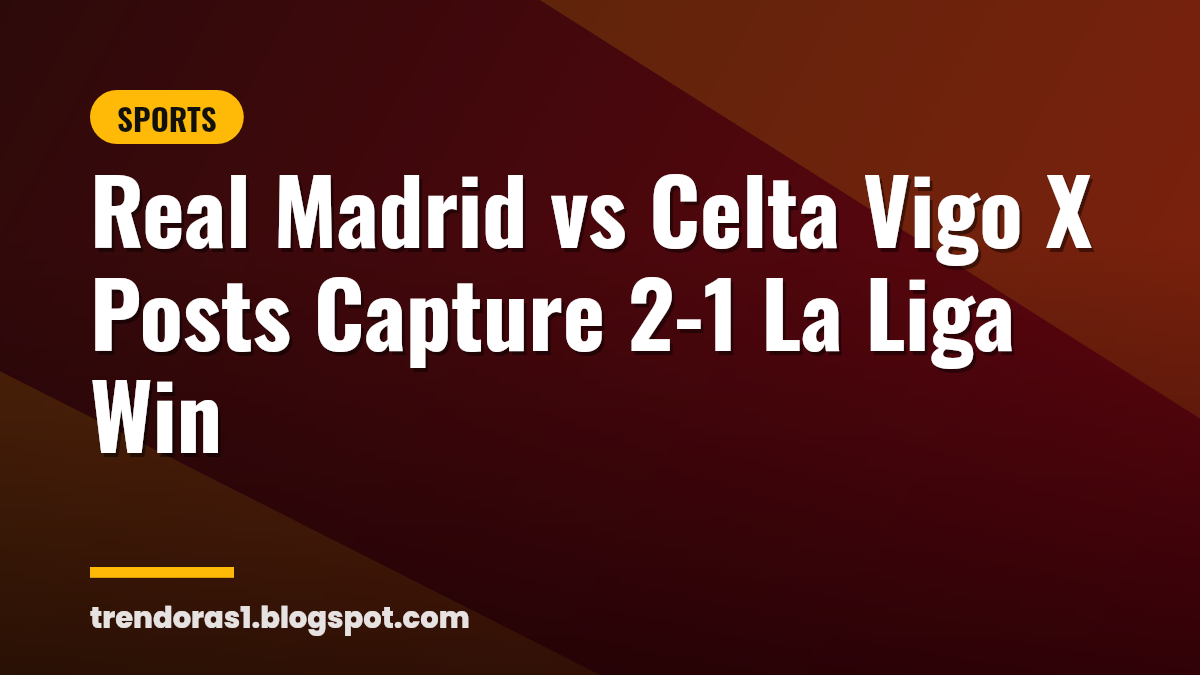 SPORTS
Real Madrid vs Celta Vigo X
Posts Capture 2-1 La Liga
Win
trendoras1.blogspot.com